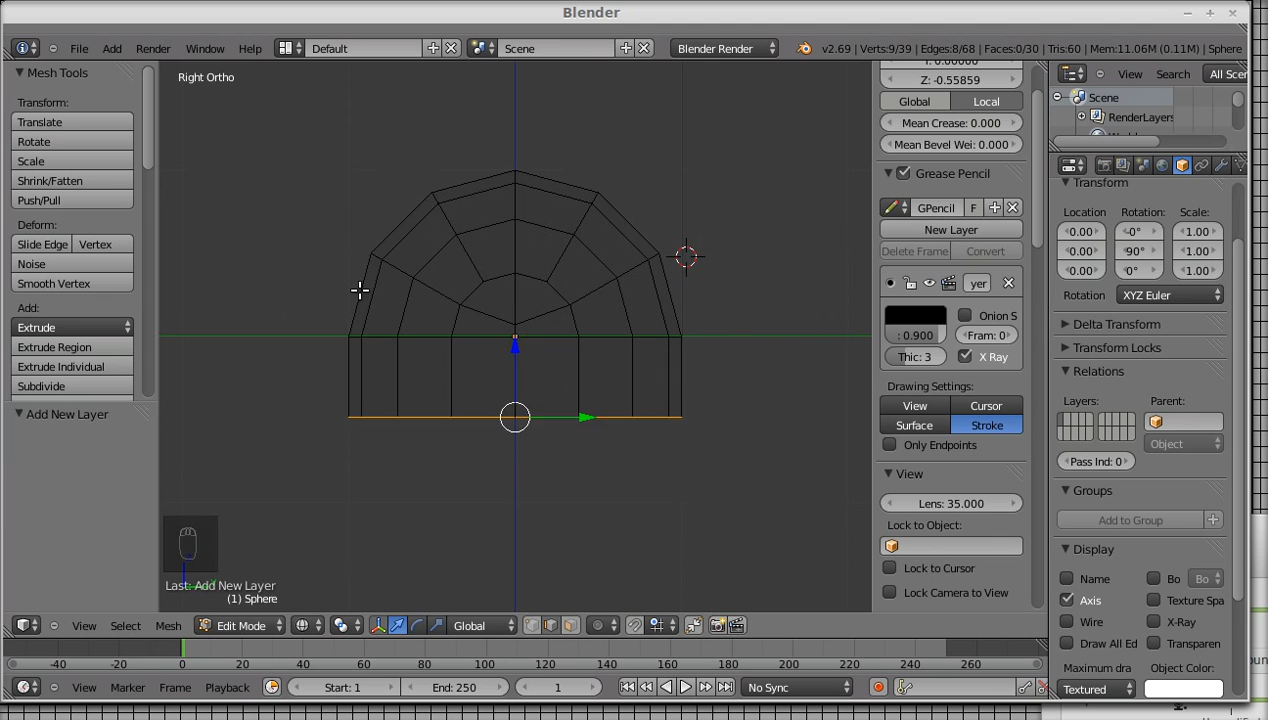 Blender
File Add Render Window Help Default Scene Blender Render v2.69 | Verts:9/39 | Edges:8/68 | Faces:0/30 | Tris:60 | Mem:11.06M (0.11M) | Sphere
Mesh Tools
Transform:
Translate
Rotate
Scale
Shrink/Fatten
Push/Pull
Deform:
Slide Edge Vertex
Noise
Smooth Vertex
Add:
Extrude
Extrude Region
Extrude Individual
Subdivide
Add New Layer
Right Ortho
Last: Add New Layer
(1) Sphere
Z: -0.55859
Global Local
Mean Crease: 0.000
Mean Bevel Wei: 0.000
Grease Pencil
GPencil F
New Layer
Delete Frame Convert
yer
Onion S
: 0.900 Fram: 0
Thic: 3 X Ray
Drawing Settings:
View Cursor
Surface Stroke
Only Endpoints
View
Lens: 35.000
Lock to Object:
Lock to Cursor
Lock Camera to View
View Search All Scen
Scene
RenderLayers
Transform
Location Rotation: Scale:
0.00 -0° 1.00
0.00 90° 1.00
0.00 0° 1.00
Rotation XYZ Euler
Delta Transform
Transform Locks
Relations
Layers: Parent:
Object
Pass Ind: 0
Groups
Add to Group
Display
Name Bo Bo
Axis Texture Spa
Wire X-Ray
Draw All Ed Transparen
Maximum dra Object Color:
Textured
View Select Mesh Edit Mode Global
-40 -20 0 20 40 60 80 100 120 140 160 180 200 220 240 260
View Marker Frame Playback Start: 1 End: 250 1 No Sync